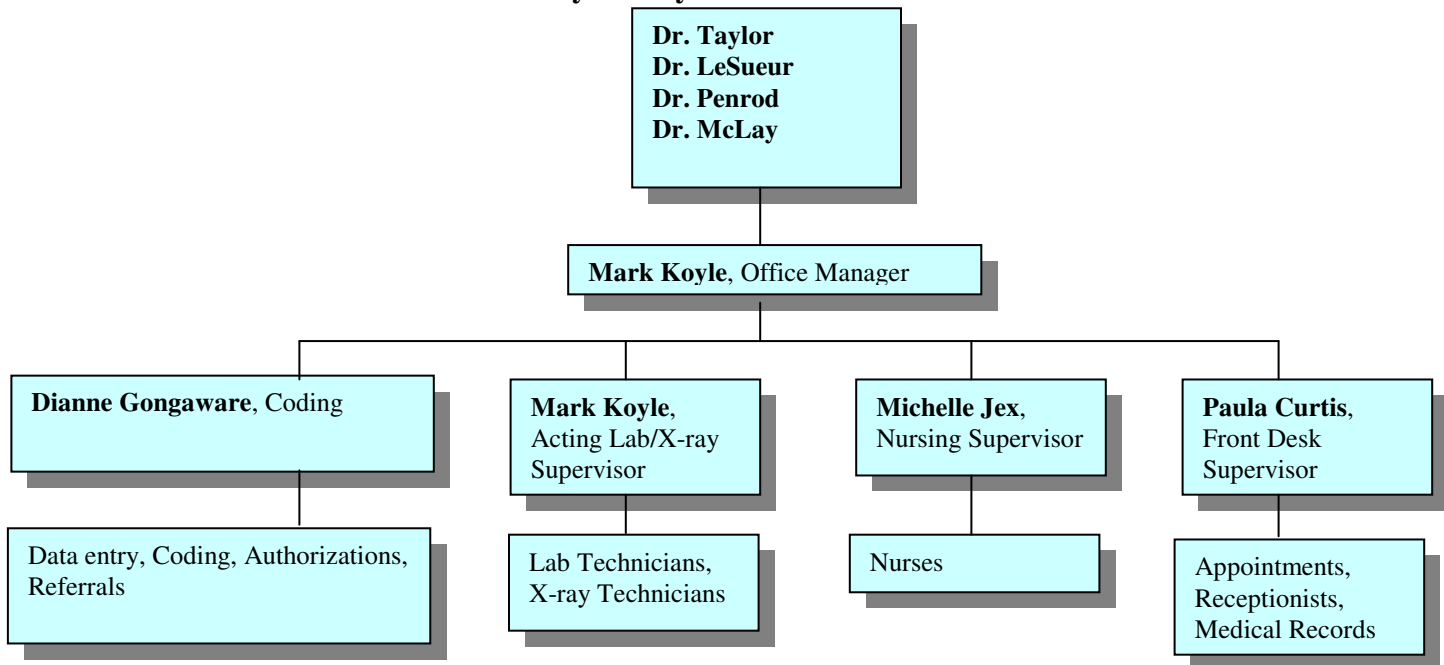 Dr. Taylor
Dr. LeSueur
Dr. Penrod
Dr. McLay
Mark Koyle, Office Manager
Dianne Gongaware, Coding
Mark Koyle,
Acting Lab/X-ray
Supervisor
Michelle Jex,
Nursing Supervisor
Paula Curtis,
Front Desk
Supervisor
Data entry, Coding, Authorizations,
Referrals
Lab Technicians,
X-ray Technicians
Nurses
Appointments,
Receptionists,
Medical Records